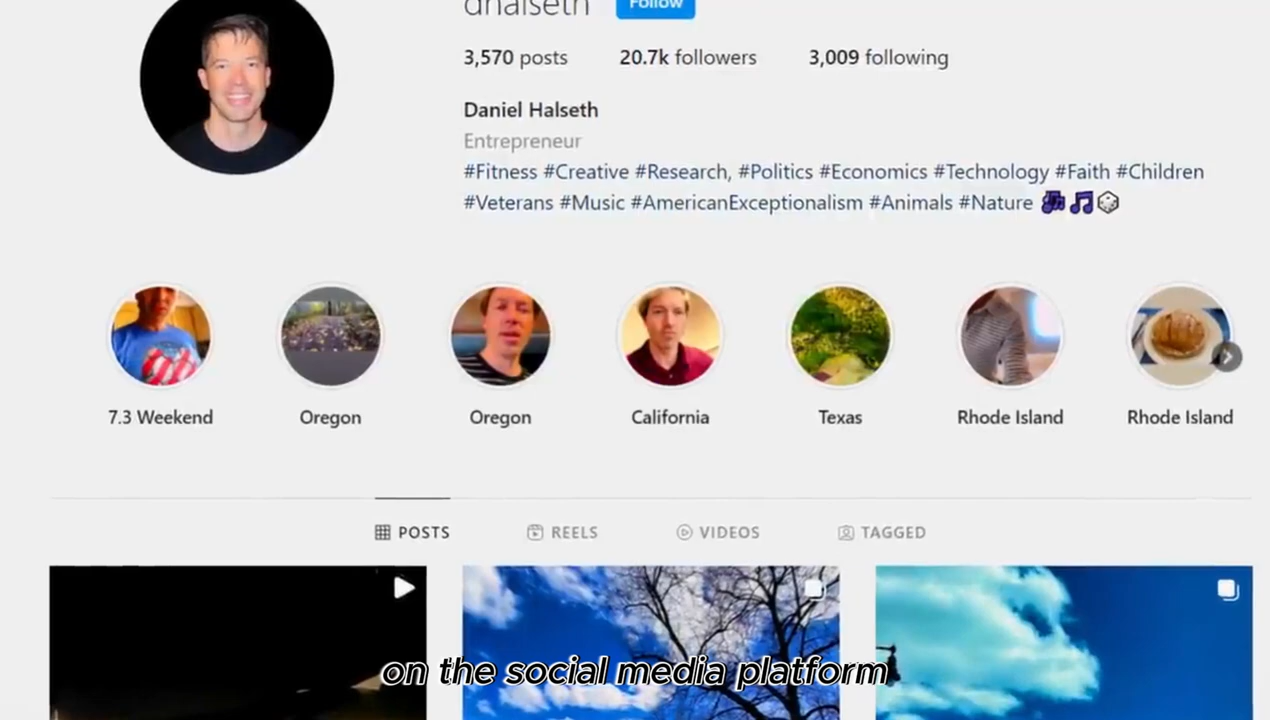 dhalseth Follow
3,570 posts 20.7k followers 3,009 following
Daniel Halseth
Entrepreneur
#Fitness #Creative #Research, #Politics #Economics #Technology #Faith #Children
#Veterans #Music #AmericanExceptionalism #Animals #Nature
7.3 Weekend Oregon Oregon California Texas Rhode Island Rhode Island
POSTS REELS VIDEOS TAGGED
on the social media platform